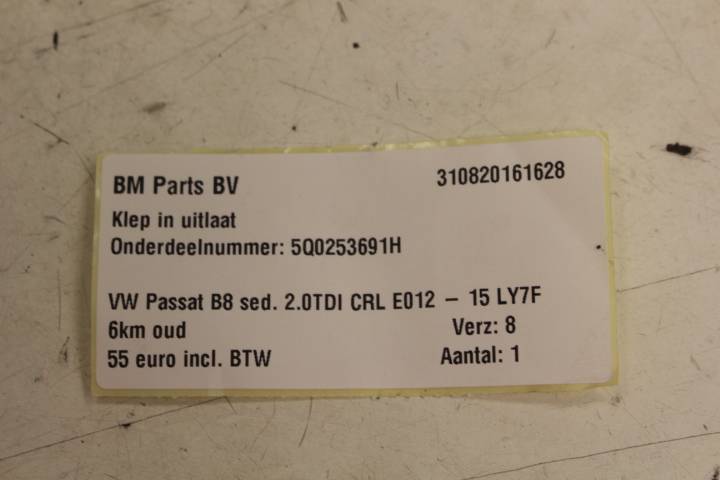 BM Parts BV 310820161628
Klep in uitlaat
Onderdeelnummer: 5Q0253691H
VW Passat B8 sed. 2.0TDI CRL E012 – 15 LY7F
6km oud Verz: 8
55 euro incl. BTW Aantal: 1